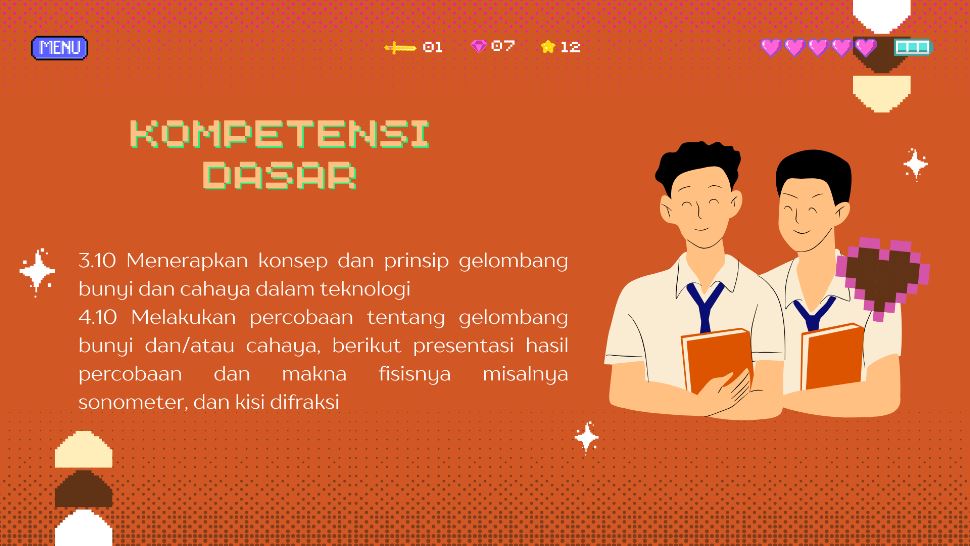 MENU
01
07
12
KOMPETENSI
DASAR
3.10 Menerapkan konsep dan prinsip gelombang
bunyi dan cahaya dalam teknologi
4.10 Melakukan percobaan tentang gelombang
bunyi dan/atau cahaya, berikut presentasi hasil
percobaan dan makna fisisnya misalnya
sonometer, dan kisi difraksi